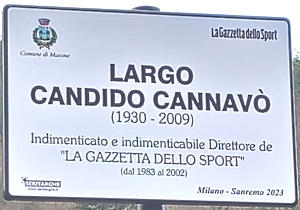 La Gazzetta dello Sport
Comune di Masone
LARGO
CANDIDO CANNAVÒ
(1930 - 2009)
Indimenticato e indimenticabile Direttore de
"LA GAZZETTA DELLO SPORT"
(dal 1983 al 2002)
SERITARGHE
Milano - Sanremo 2023